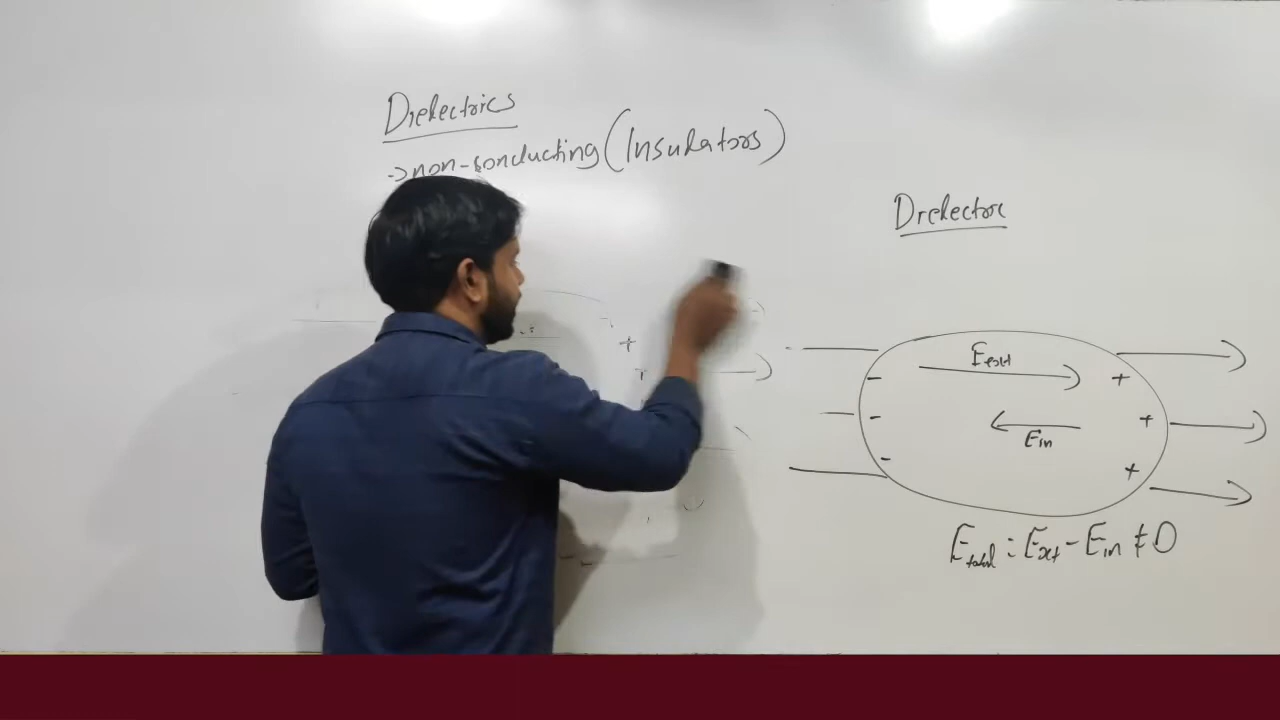 Dielectrics
→ non-conducting (Insulators)
Dielectric
Eext
Ein
Etotal = Eext - Ein ≠ 0